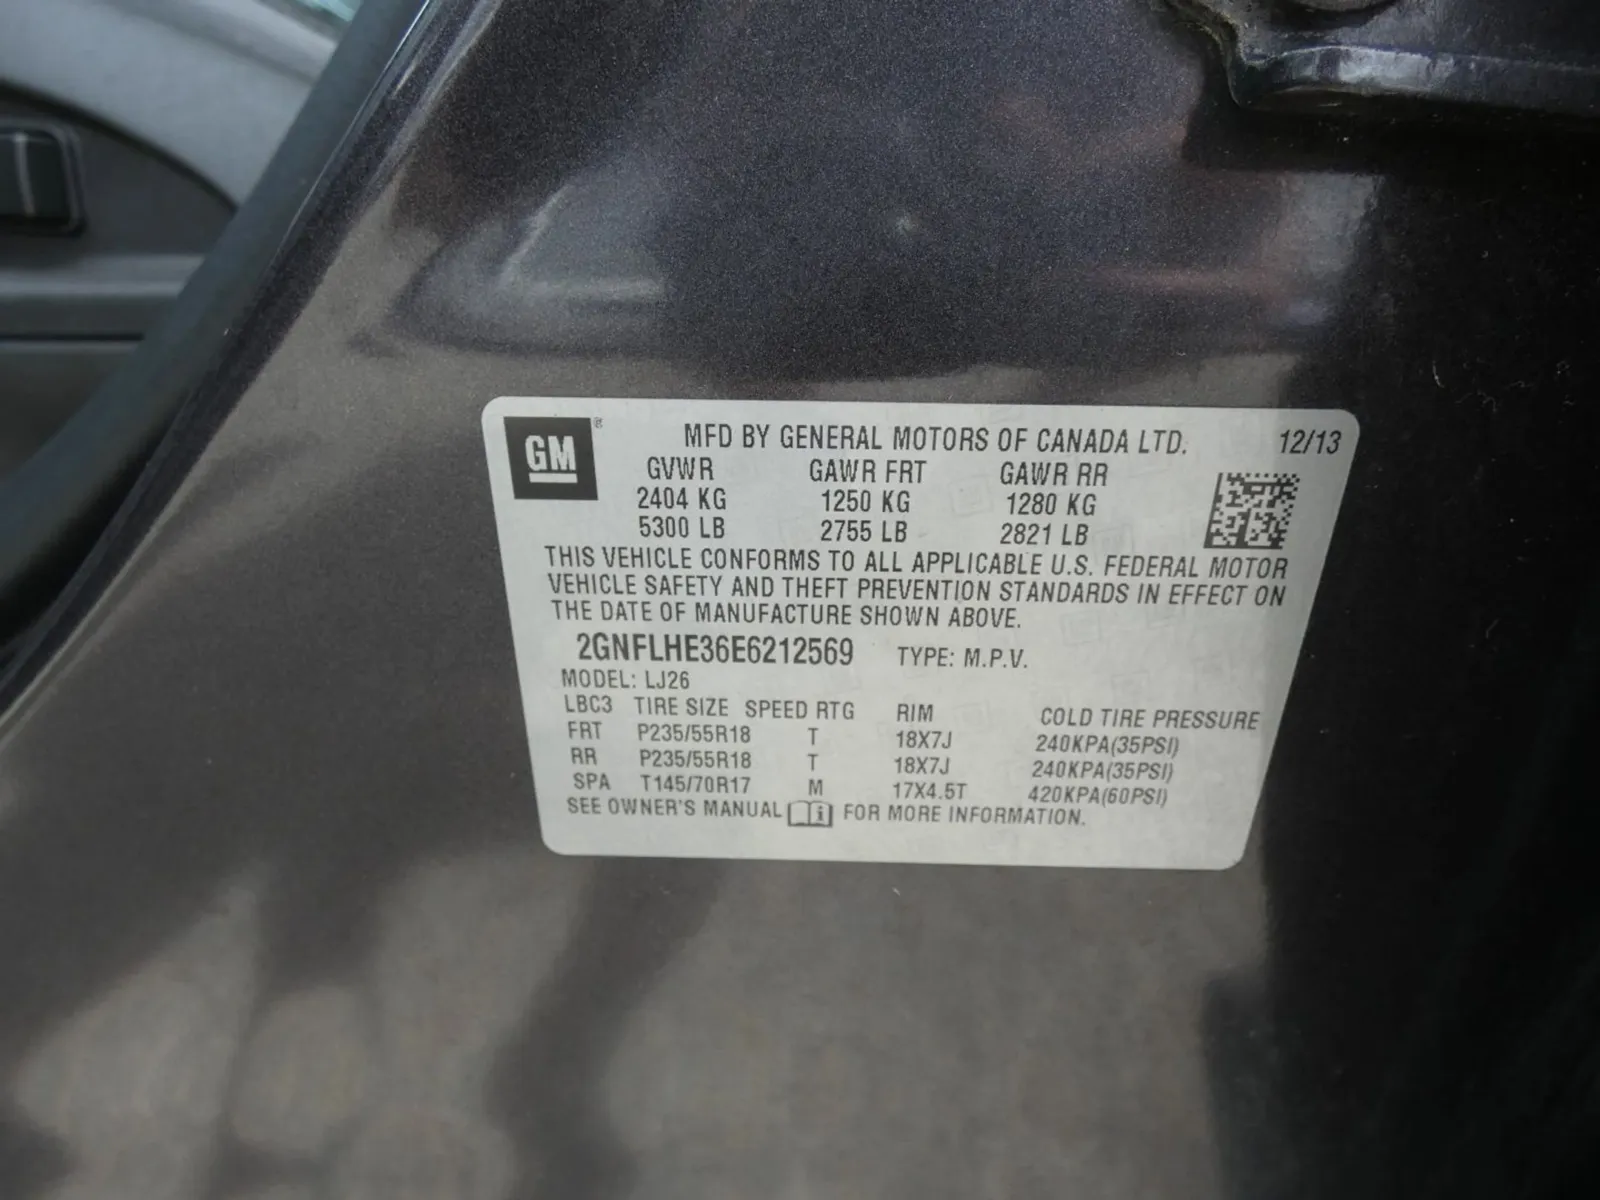 GM ®
MFD BY GENERAL MOTORS OF CANADA LTD. 12/13
GVWR GAWR FRT GAWR RR
2404 KG 1250 KG 1280 KG
5300 LB 2755 LB 2821 LB
THIS VEHICLE CONFORMS TO ALL APPLICABLE U.S. FEDERAL MOTOR
VEHICLE SAFETY AND THEFT PREVENTION STANDARDS IN EFFECT ON
THE DATE OF MANUFACTURE SHOWN ABOVE.
2GNFLHE36E6212569 TYPE: M.P.V.
MODEL: LJ26
LBC3 TIRE SIZE SPEED RTG RIM COLD TIRE PRESSURE
FRT P235/55R18 T 18X7J 240KPA(35PSI)
RR P235/55R18 T 18X7J 240KPA(35PSI)
SPA T145/70R17 M 17X4.5T 420KPA(60PSI)
SEE OWNER'S MANUAL i FOR MORE INFORMATION.